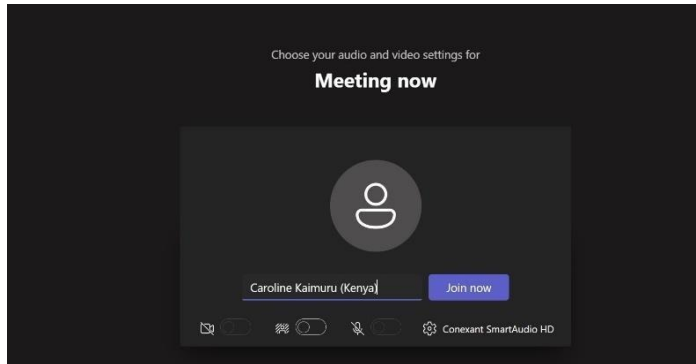 Choose your audio and video settings for
Meeting now
Caroline Kaimuru (Kenya)
Join now
Conexant SmartAudio HD